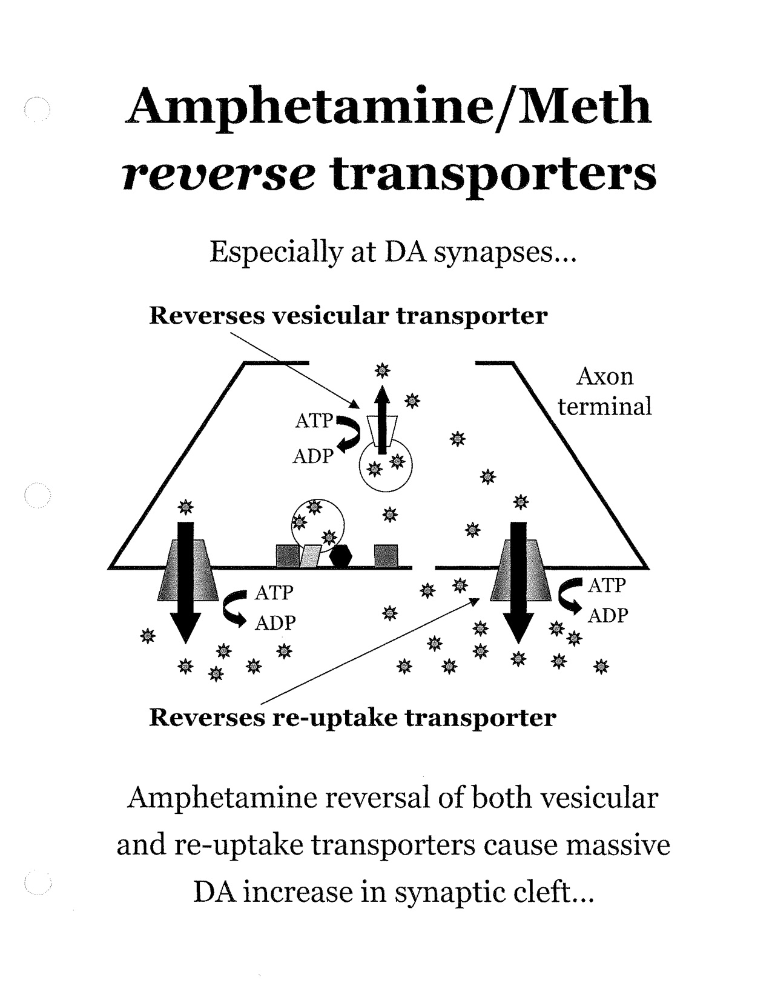 Amphetamine/Meth
reverse transporters
Especially at DA synapses...
Reverses vesicular transporter
Axon
terminal
ATP
ADP
ATP
ADP
ATP
ADP
Reverses re-uptake transporter
Amphetamine reversal of both vesicular
and re-uptake transporters cause massive
DA increase in synaptic cleft...